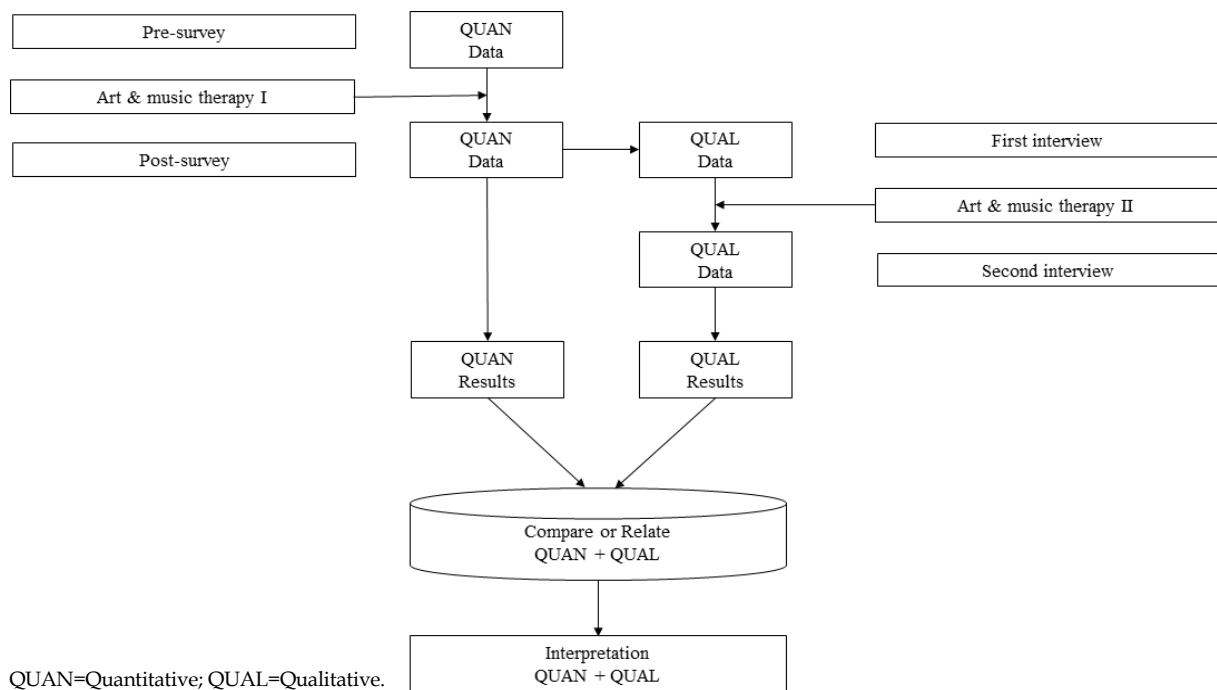 Pre-survey
QUAN
Data
Art & music therapy I
Post-survey
QUAN
Data
QUAL
Data
First interview
Art & music therapy II
QUAL
Data
Second interview
QUAN
Results
QUAL
Results
Compare or Relate
QUAN + QUAL
Interpretation
QUAN + QUAL
QUAN=Quantitative; QUAL=Qualitative.